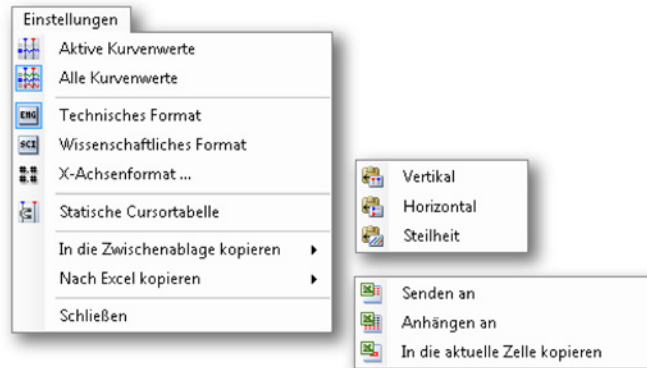 Einstellungen
Aktive Kurvenwerte
Alle Kurvenwerte
ENG Technisches Format
SCI Wissenschaftliches Format
X-Achsenformat ...
Statische Cursortabelle
In die Zwischenablage kopieren
Nach Excel kopieren
Schließen
Vertikal
Horizontal
Steilheit
Senden an
Anhängen an
In die aktuelle Zelle kopieren